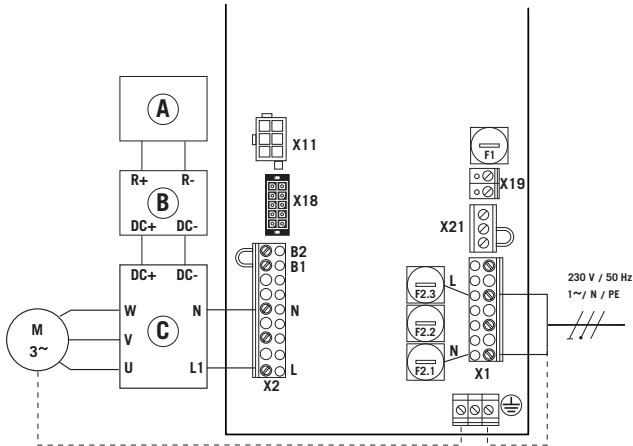 A
R+ R-
B
DC+ DC-
DC+ DC-
C
W
V
U
N
L1
M
3~
X11
X18
B2
B1
N
L
X2
F1
X19
X21
L
F2.3
F2.2
N
F2.1
X1
230 V / 50 Hz
1~/ N / PE